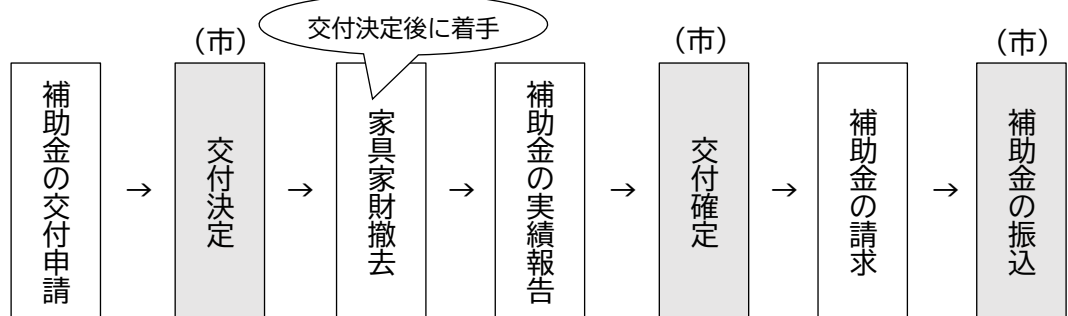 交付決定後に着手
(市)
(市)
(市)
補助金の交付申請
→
交付決定
→
家具家財撤去
→
補助金の実績報告
→
交付確定
→
補助金の請求
→
補助金の振込